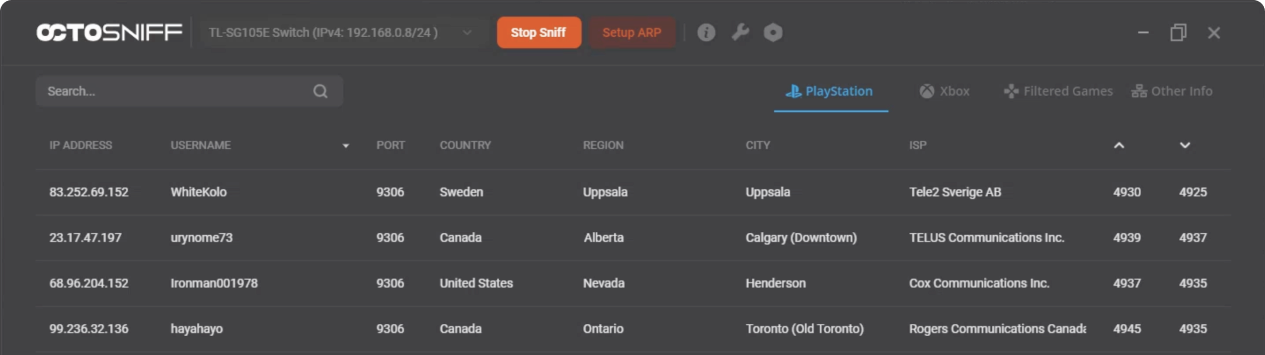 OCTOSNIFF TL-SG105E Switch (IPv4: 192.168.0.8/24 ) Stop Sniff Setup ARP
Search... PlayStation Xbox Filtered Games Other Info
IP ADDRESS USERNAME PORT COUNTRY REGION CITY ISP
83.252.69.152 WhiteKolo 9306 Sweden Uppsala Uppsala Tele2 Sverige AB 4930 4925
23.17.47.197 urynome73 9306 Canada Alberta Calgary (Downtown) TELUS Communications Inc. 4939 4937
68.96.204.152 Ironman001978 9306 United States Nevada Henderson Cox Communications Inc. 4937 4935
99.236.32.136 hayahayo 9306 Canada Ontario Toronto (Old Toronto) Rogers Communications Canada 4945 4935